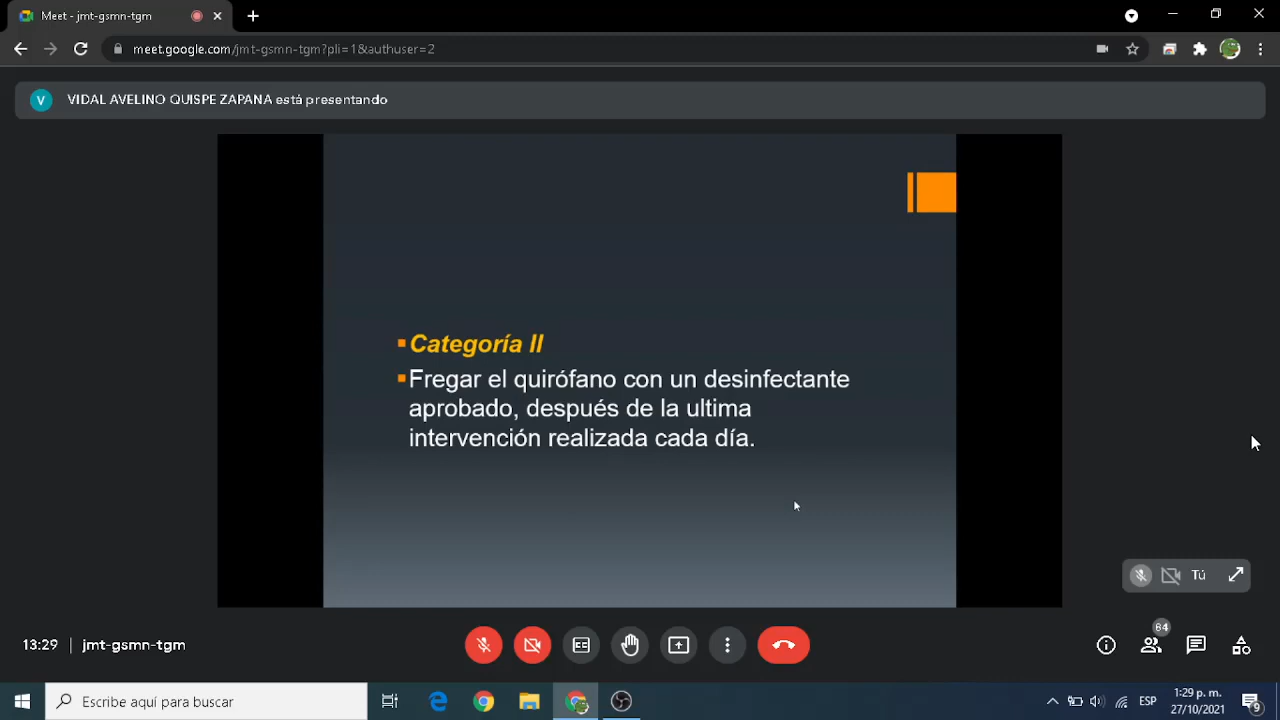 Meet - jmt-gsmn-tgm
meet.google.com/jmt-gsmn-tgm?pli=1&authuser=2
V VIDAL AVELINO QUISPE ZAPANA está presentando
Categoría II
Fregar el quirófano con un desinfectante
aprobado, después de la ultima
intervención realizada cada día.
Tú
64
13:29 | jmt-gsmn-tgm
Escribe aquí para buscar
ESP
1:29 p. m.
27/10/2021
9